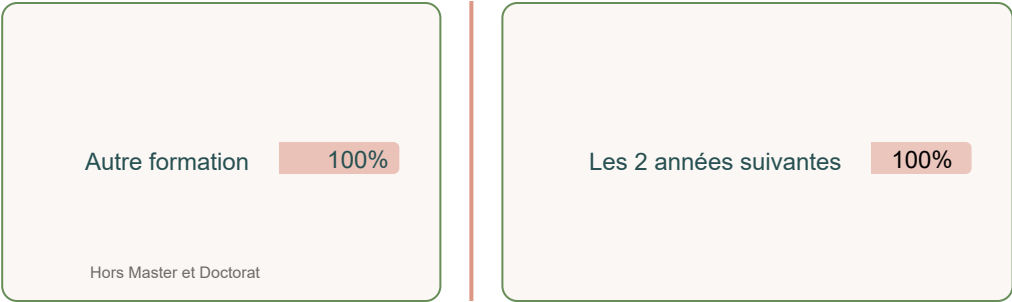 Autre formation 100%
Hors Master et Doctorat
Les 2 années suivantes 100%